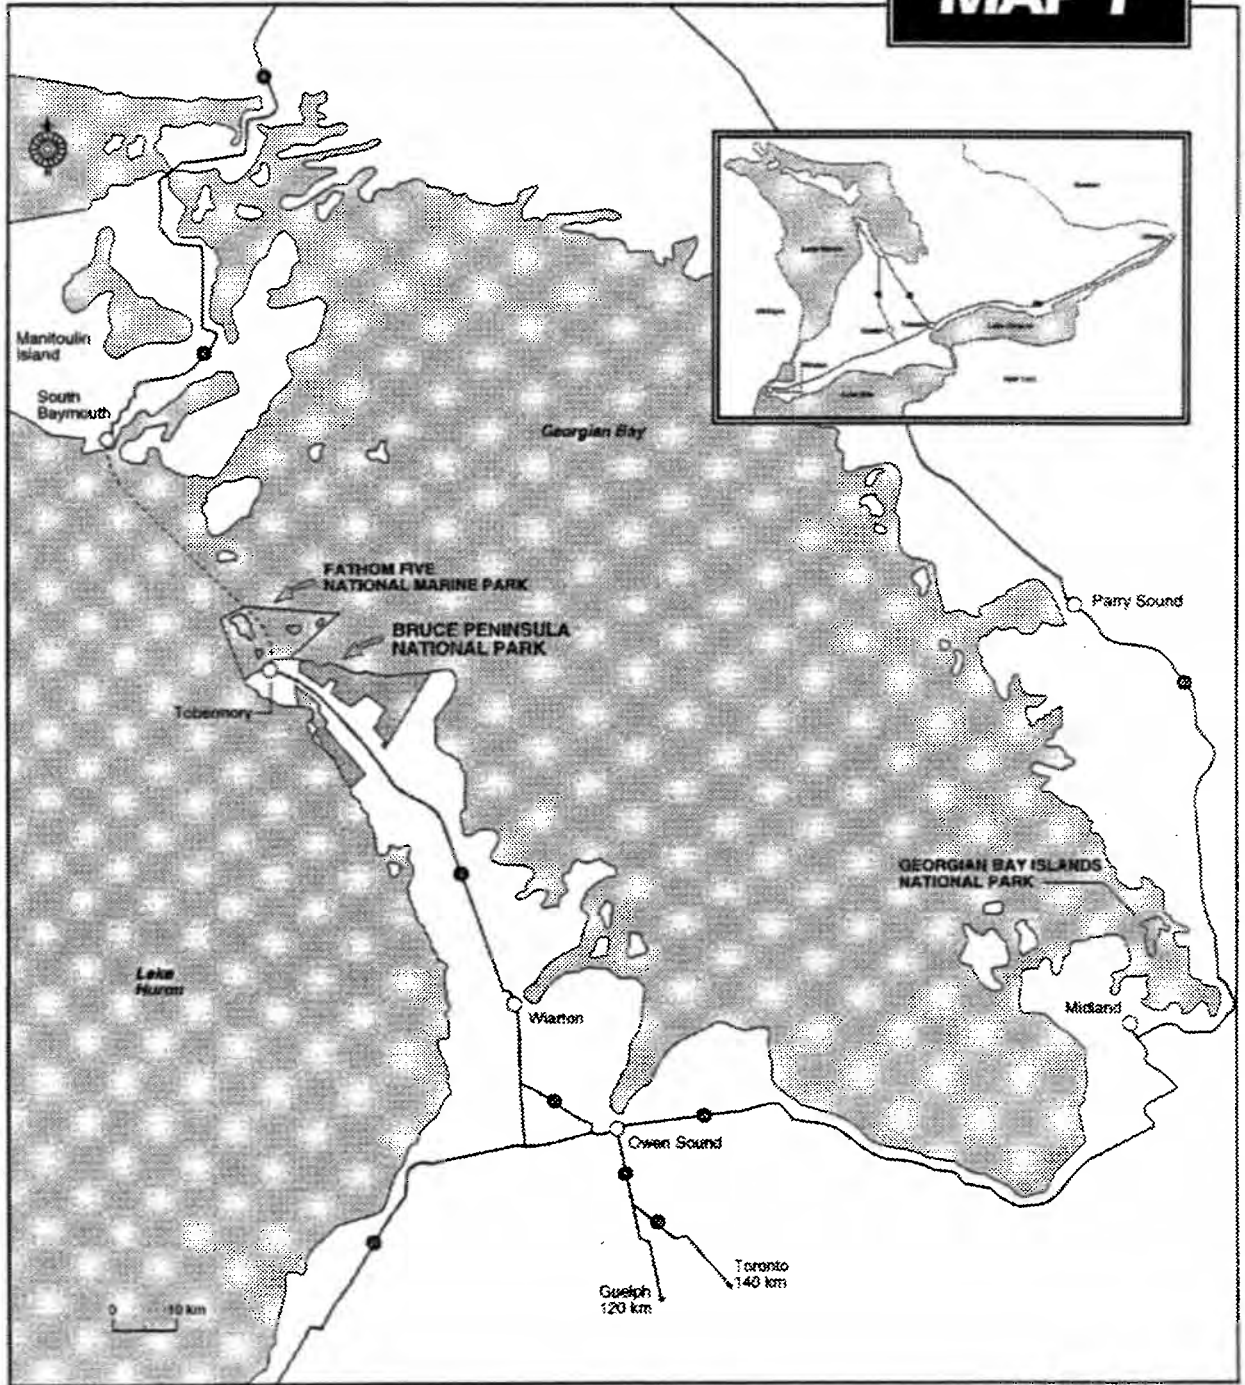 MAP 1
Manitoulin
Island
South
Baymouth
Georgian Bay
FATHOM FIVE
NATIONAL MARINE PARK
BRUCE PENINSULA
NATIONAL PARK
Tobermory
Parry Sound
GEORGIAN BAY ISLANDS
NATIONAL PARK
Lake
Huron
Wiarton
Midland
Owen Sound
Toronto
140 km
Guelph
120 km
0 10 km